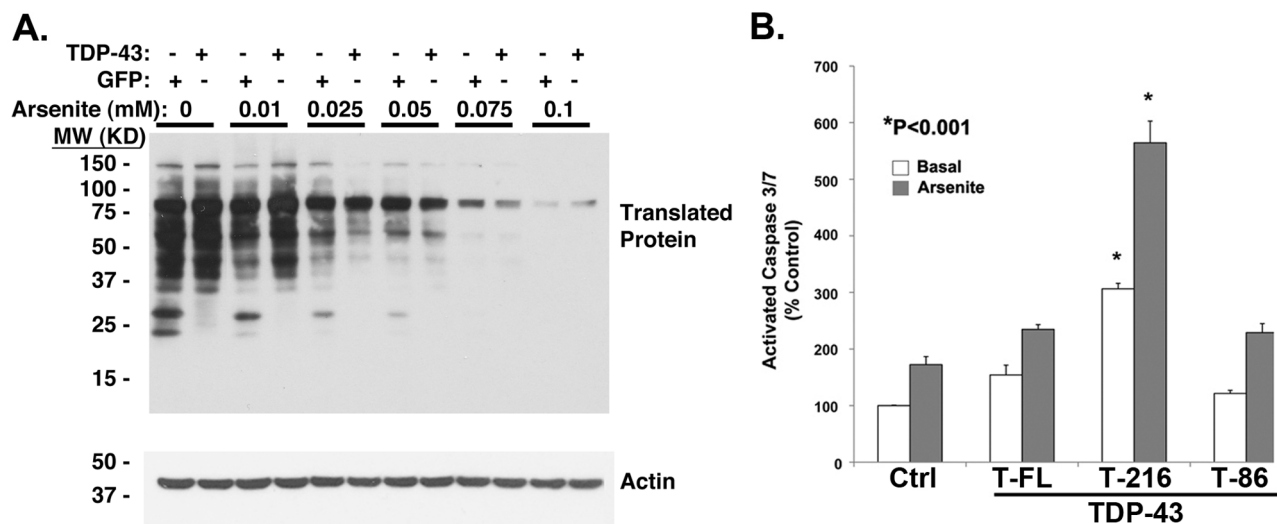 A.
TDP-43: - + - + - + - + - + - +
GFP: + - + - + - + - + - + -
Arsenite (mM): 0 0.01 0.025 0.05 0.075 0.1
MW (KD)
150 -
100 -
75 -
50 -
37 -
25 -
15 -
Translated
Protein
50 -
37 -
Actin
B.
Activated Caspase 3/7
(% Control)
700
600
500
400
300
200
100
0
*P<0.001
Basal
Arsenite
*
*
Ctrl T-FL T-216 T-86
TDP-43